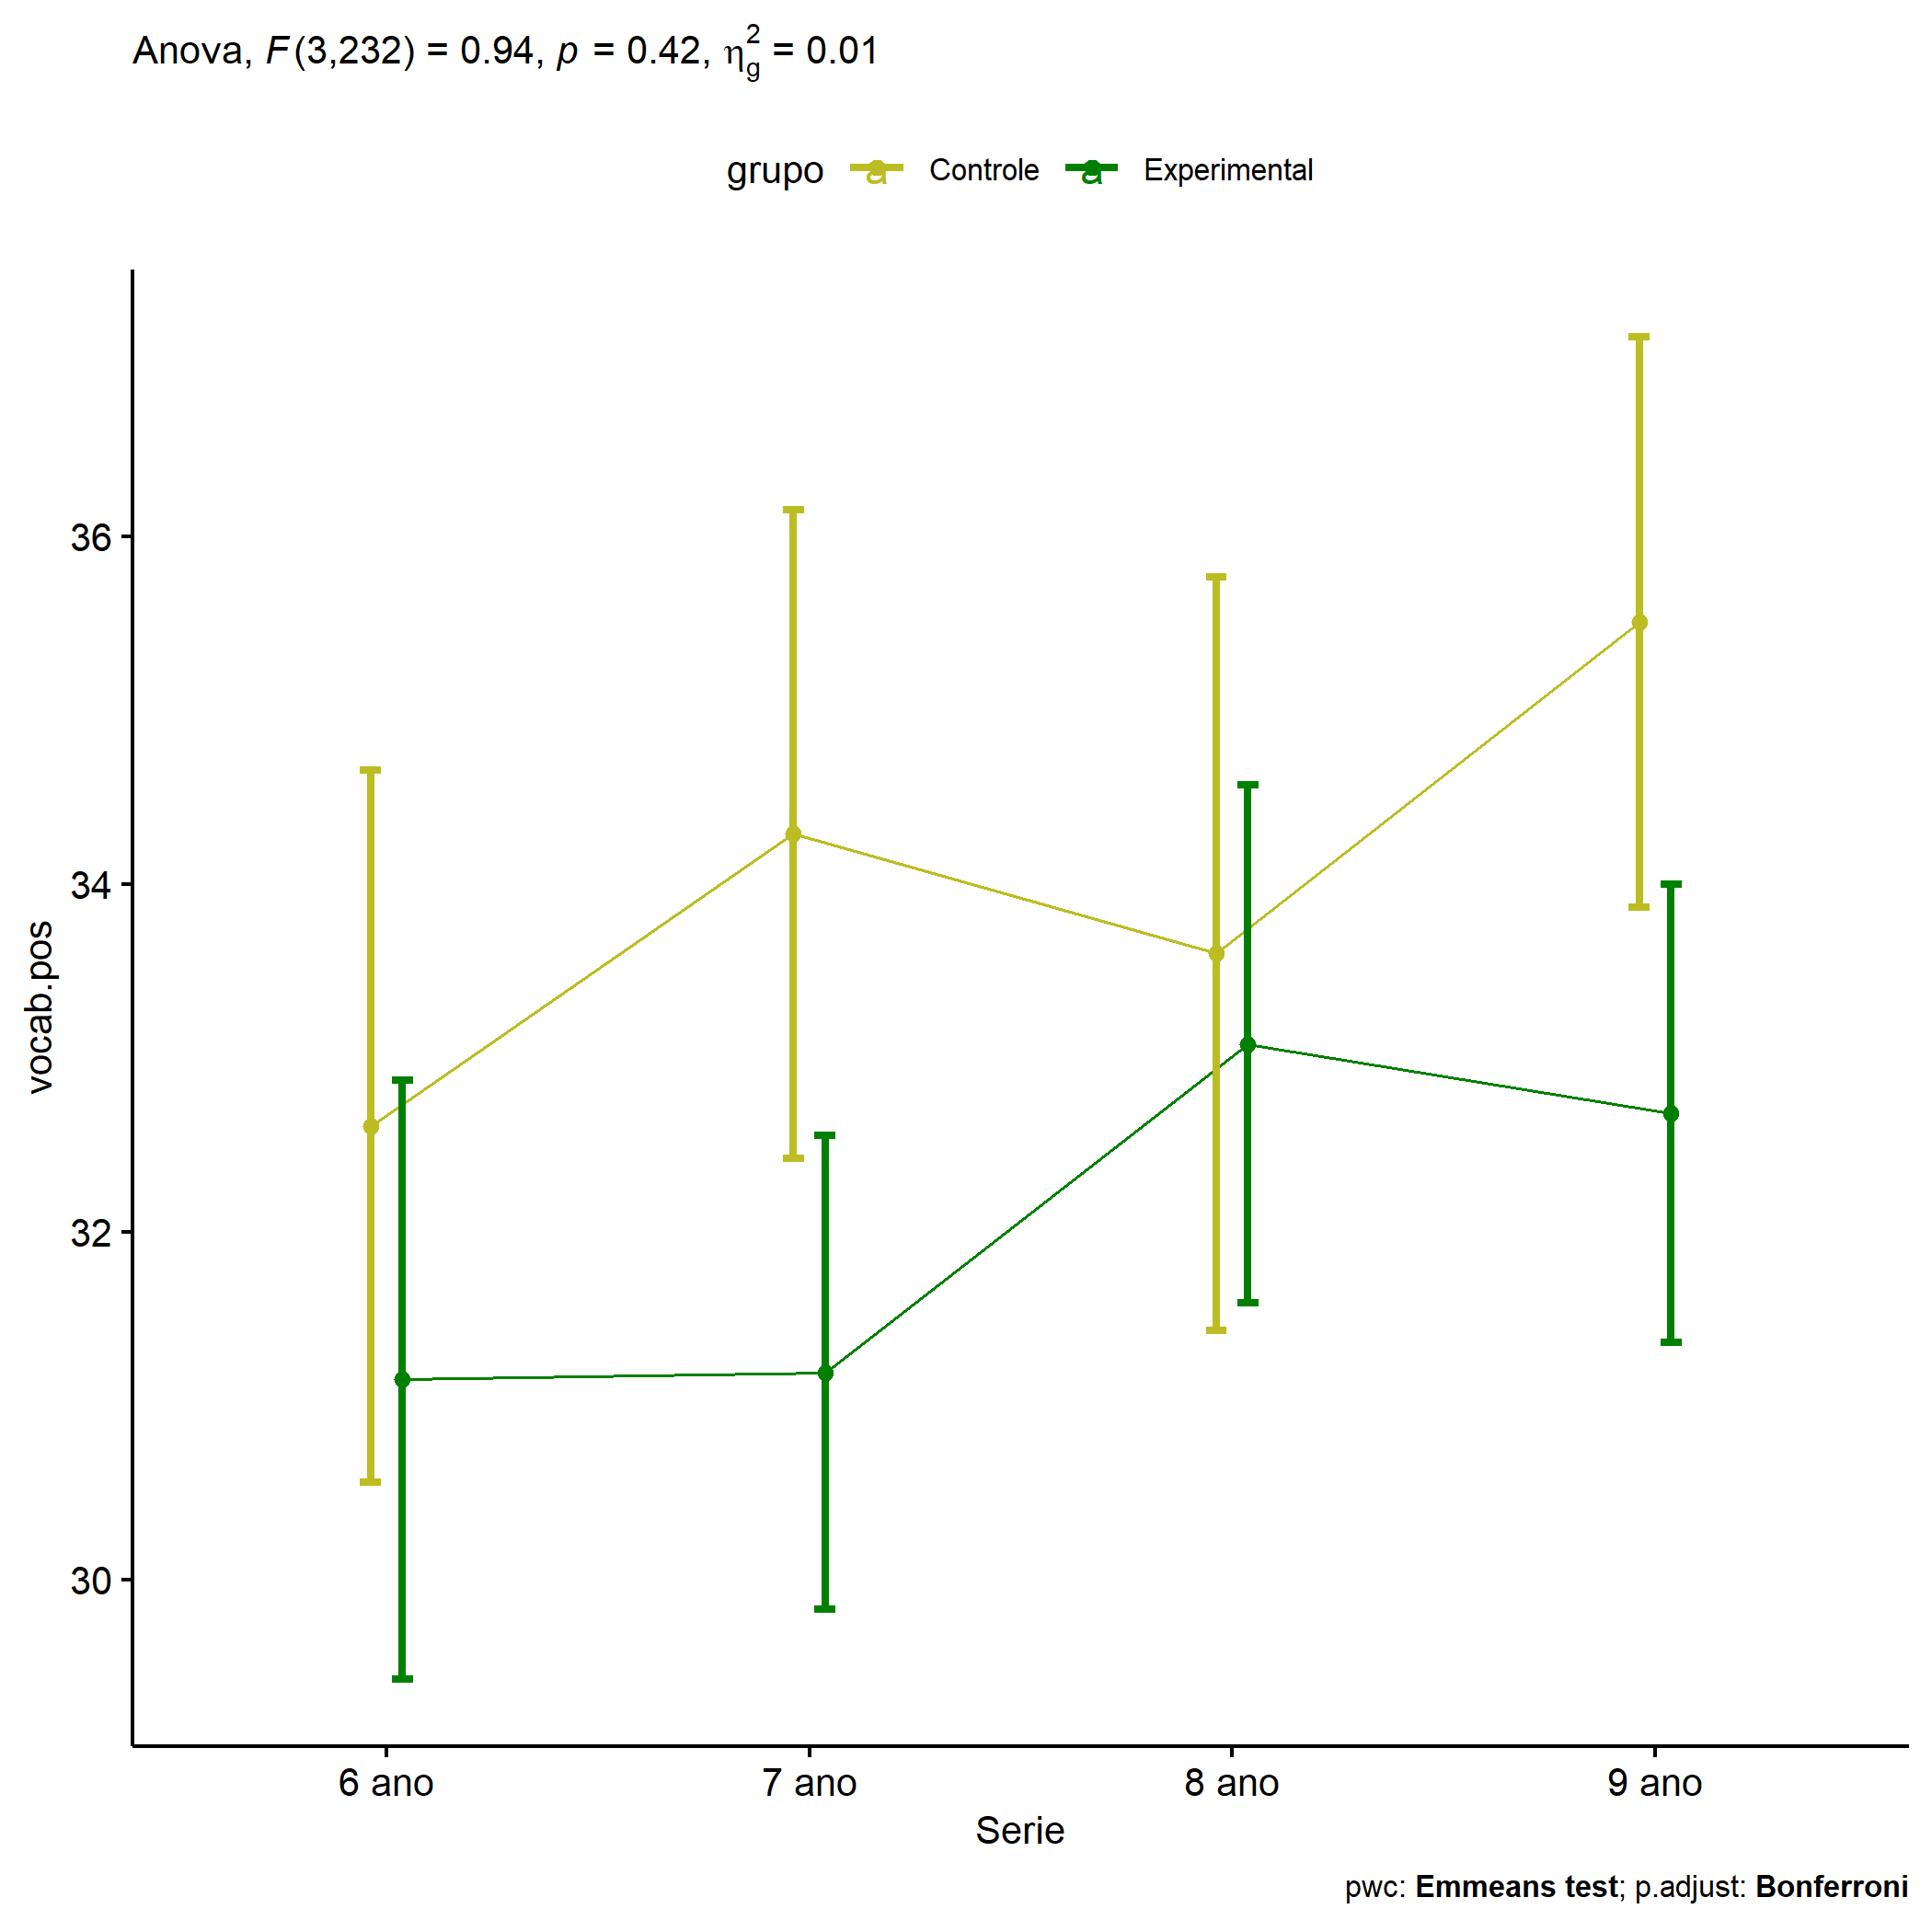 Anova, F(3,232) = 0.94, p = 0.42, η²g = 0.01
grupo a Controle a Experimental
36
34
32
30
vocab.pos
6 ano 7 ano 8 ano 9 ano
Serie
pwc: Emmeans test; p.adjust: Bonferroni